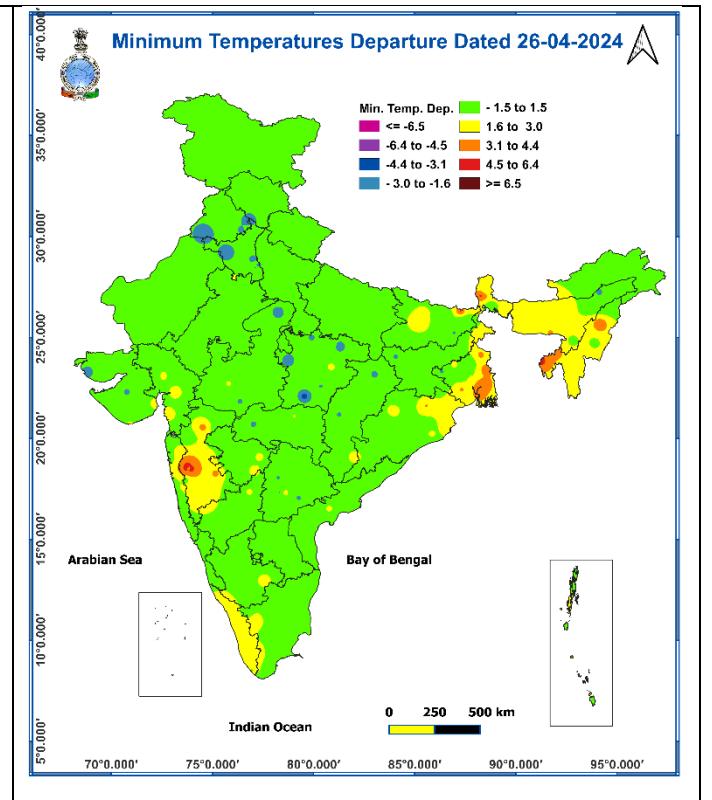 Minimum Temperatures Departure Dated 26-04-2024
Min. Temp. Dep.
<= -6.5
-6.4 to -4.5
-4.4 to -3.1
- 3.0 to -1.6
- 1.5 to 1.5
1.6 to 3.0
3.1 to 4.4
4.5 to 6.4
>= 6.5
40°0.000'
35°0.000'
30°0.000'
25°0.000'
20°0.000'
15°0.000'
10°0.000'
5°0.000'
Arabian Sea
Bay of Bengal
Indian Ocean
0 250 500 km
70°0.000' 75°0.000' 80°0.000' 85°0.000' 90°0.000' 95°0.000'